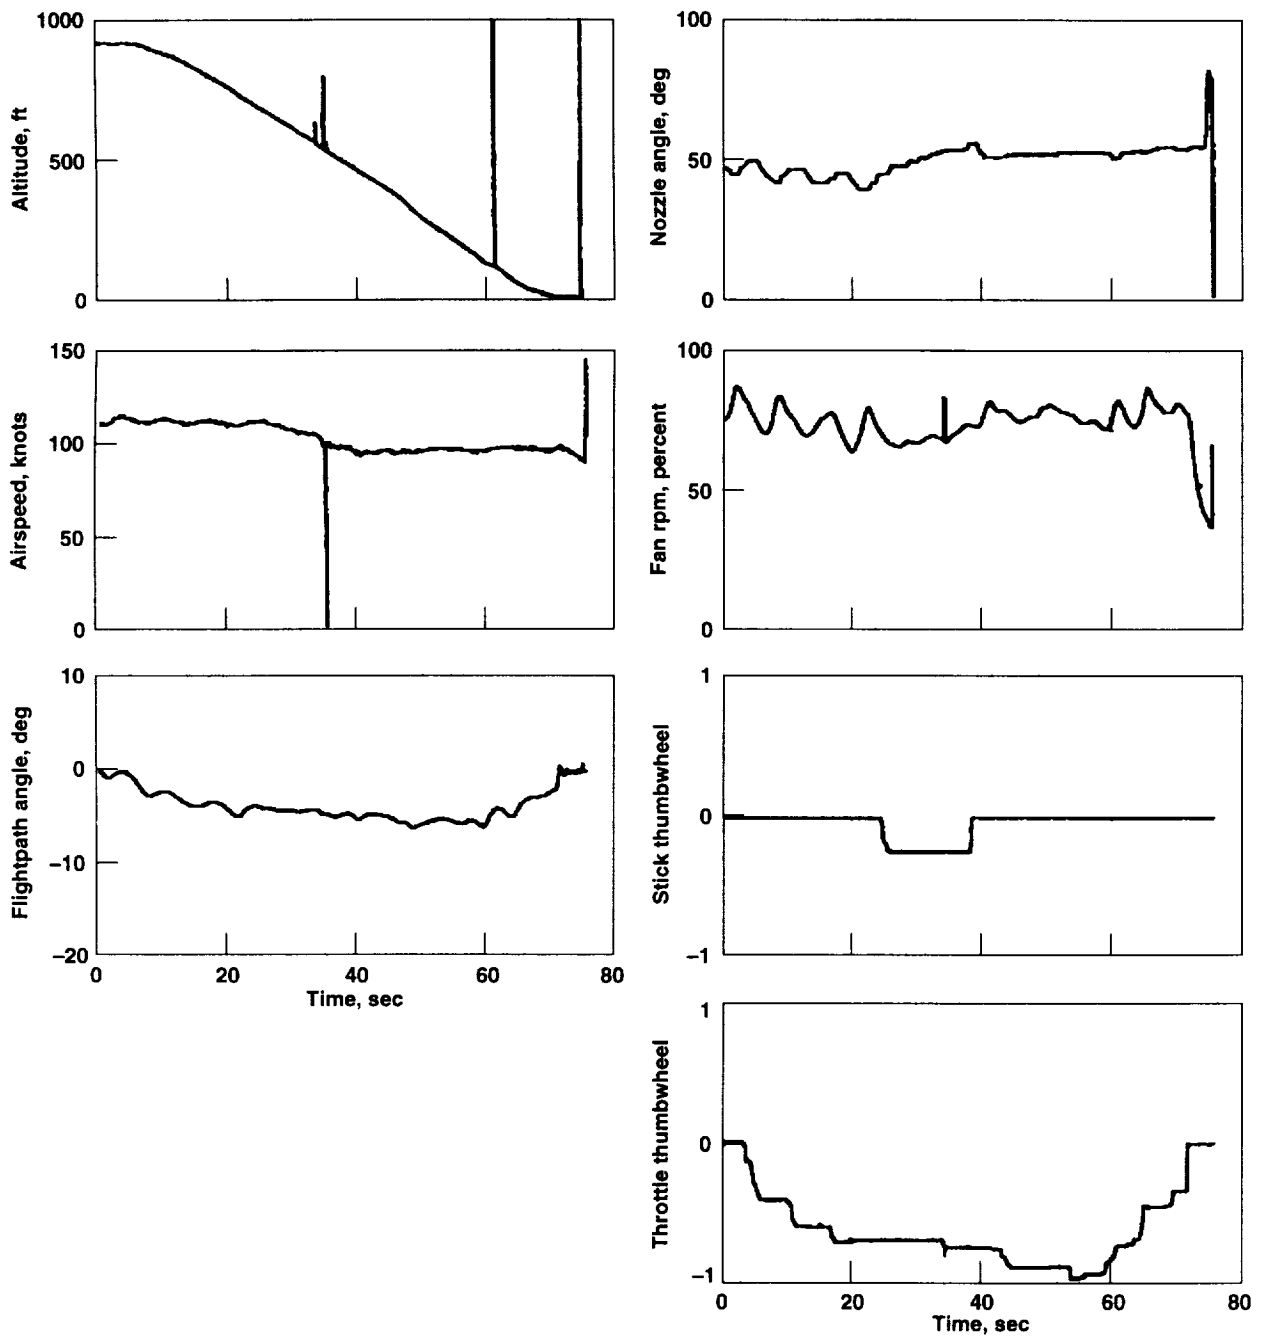 1000
500
0
Altitude, ft
150
100
50
0
Airspeed, knots
10
0
–10
–20
Flightpath angle, deg
0 20 40 60 80
Time, sec
100
50
0
Nozzle angle, deg
100
50
0
Fan rpm, percent
1
0
–1
Stick thumbwheel
1
0
–1
Throttle thumbwheel
0 20 40 60 80
Time, sec